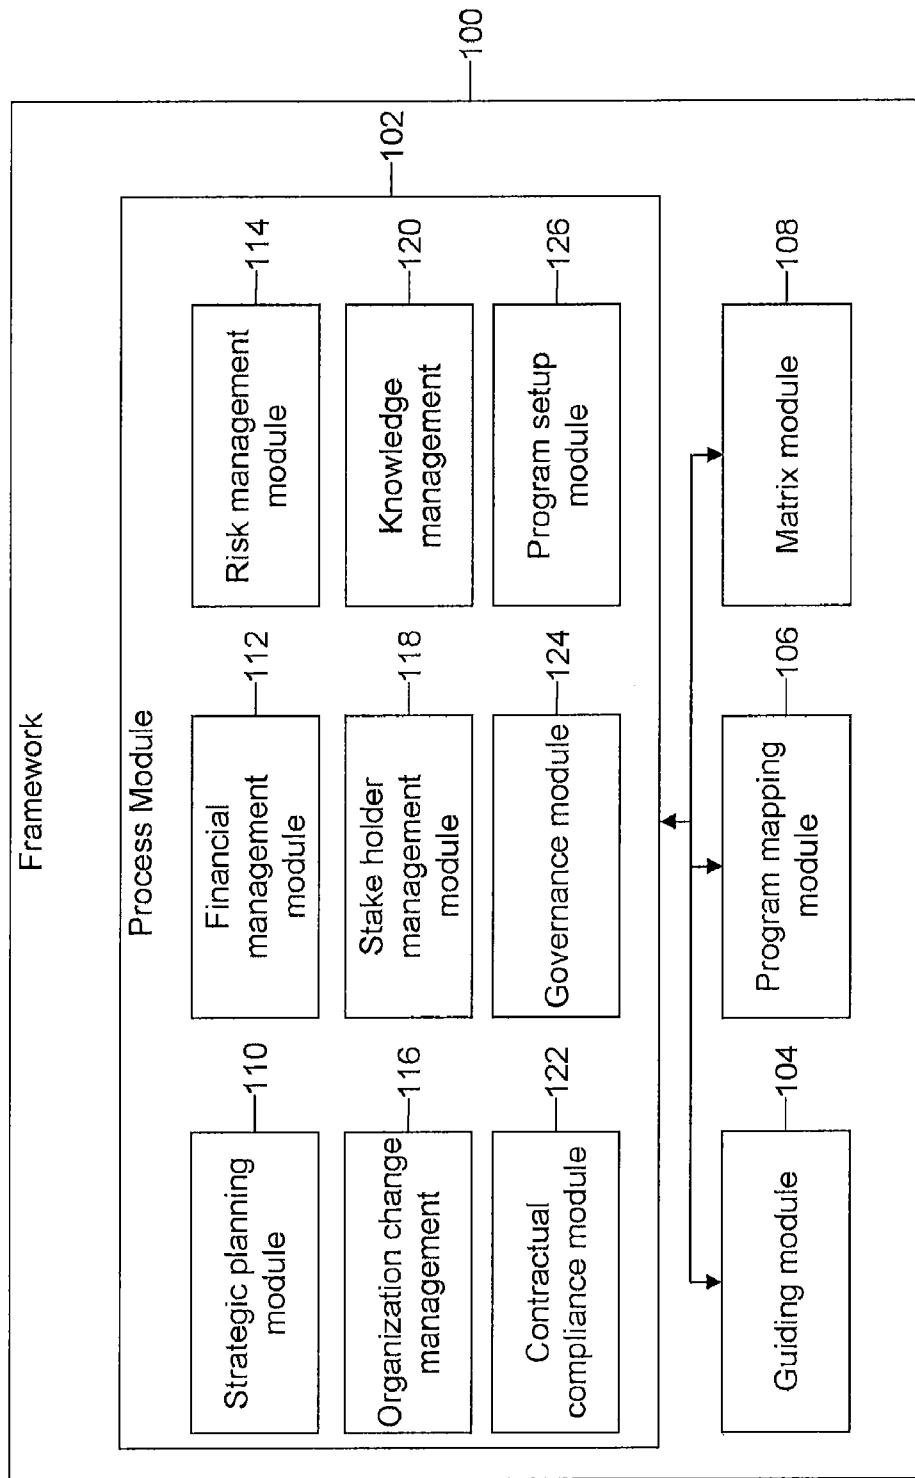 Framework
100
Process Module
102
Strategic planning
module
110
Financial
management
module
112
Risk management
module
114
Organization change
management
116
Stake holder
management
module
118
Knowledge
management
120
Contractual
compliance module
122
Governance module
124
Program setup
module
126
Guiding module
104
Program mapping
module
106
Matrix module
108